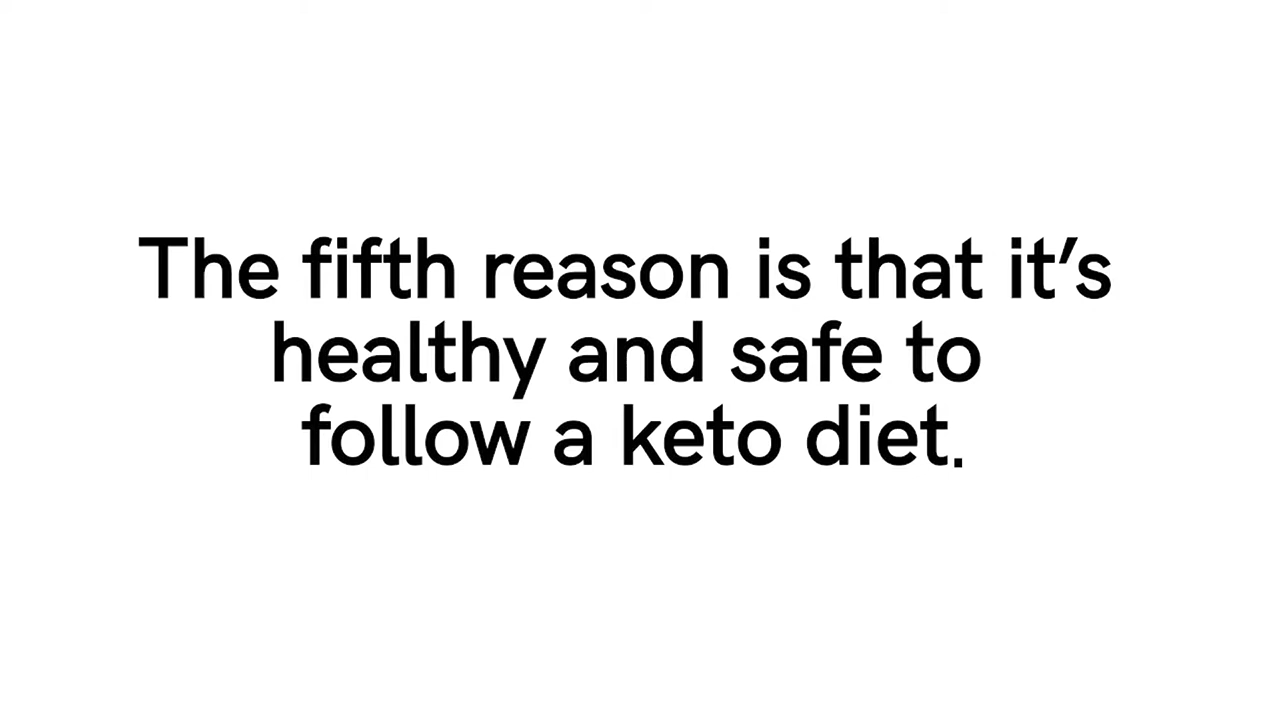 The fifth reason is that it’s
healthy and safe to
follow a keto diet.